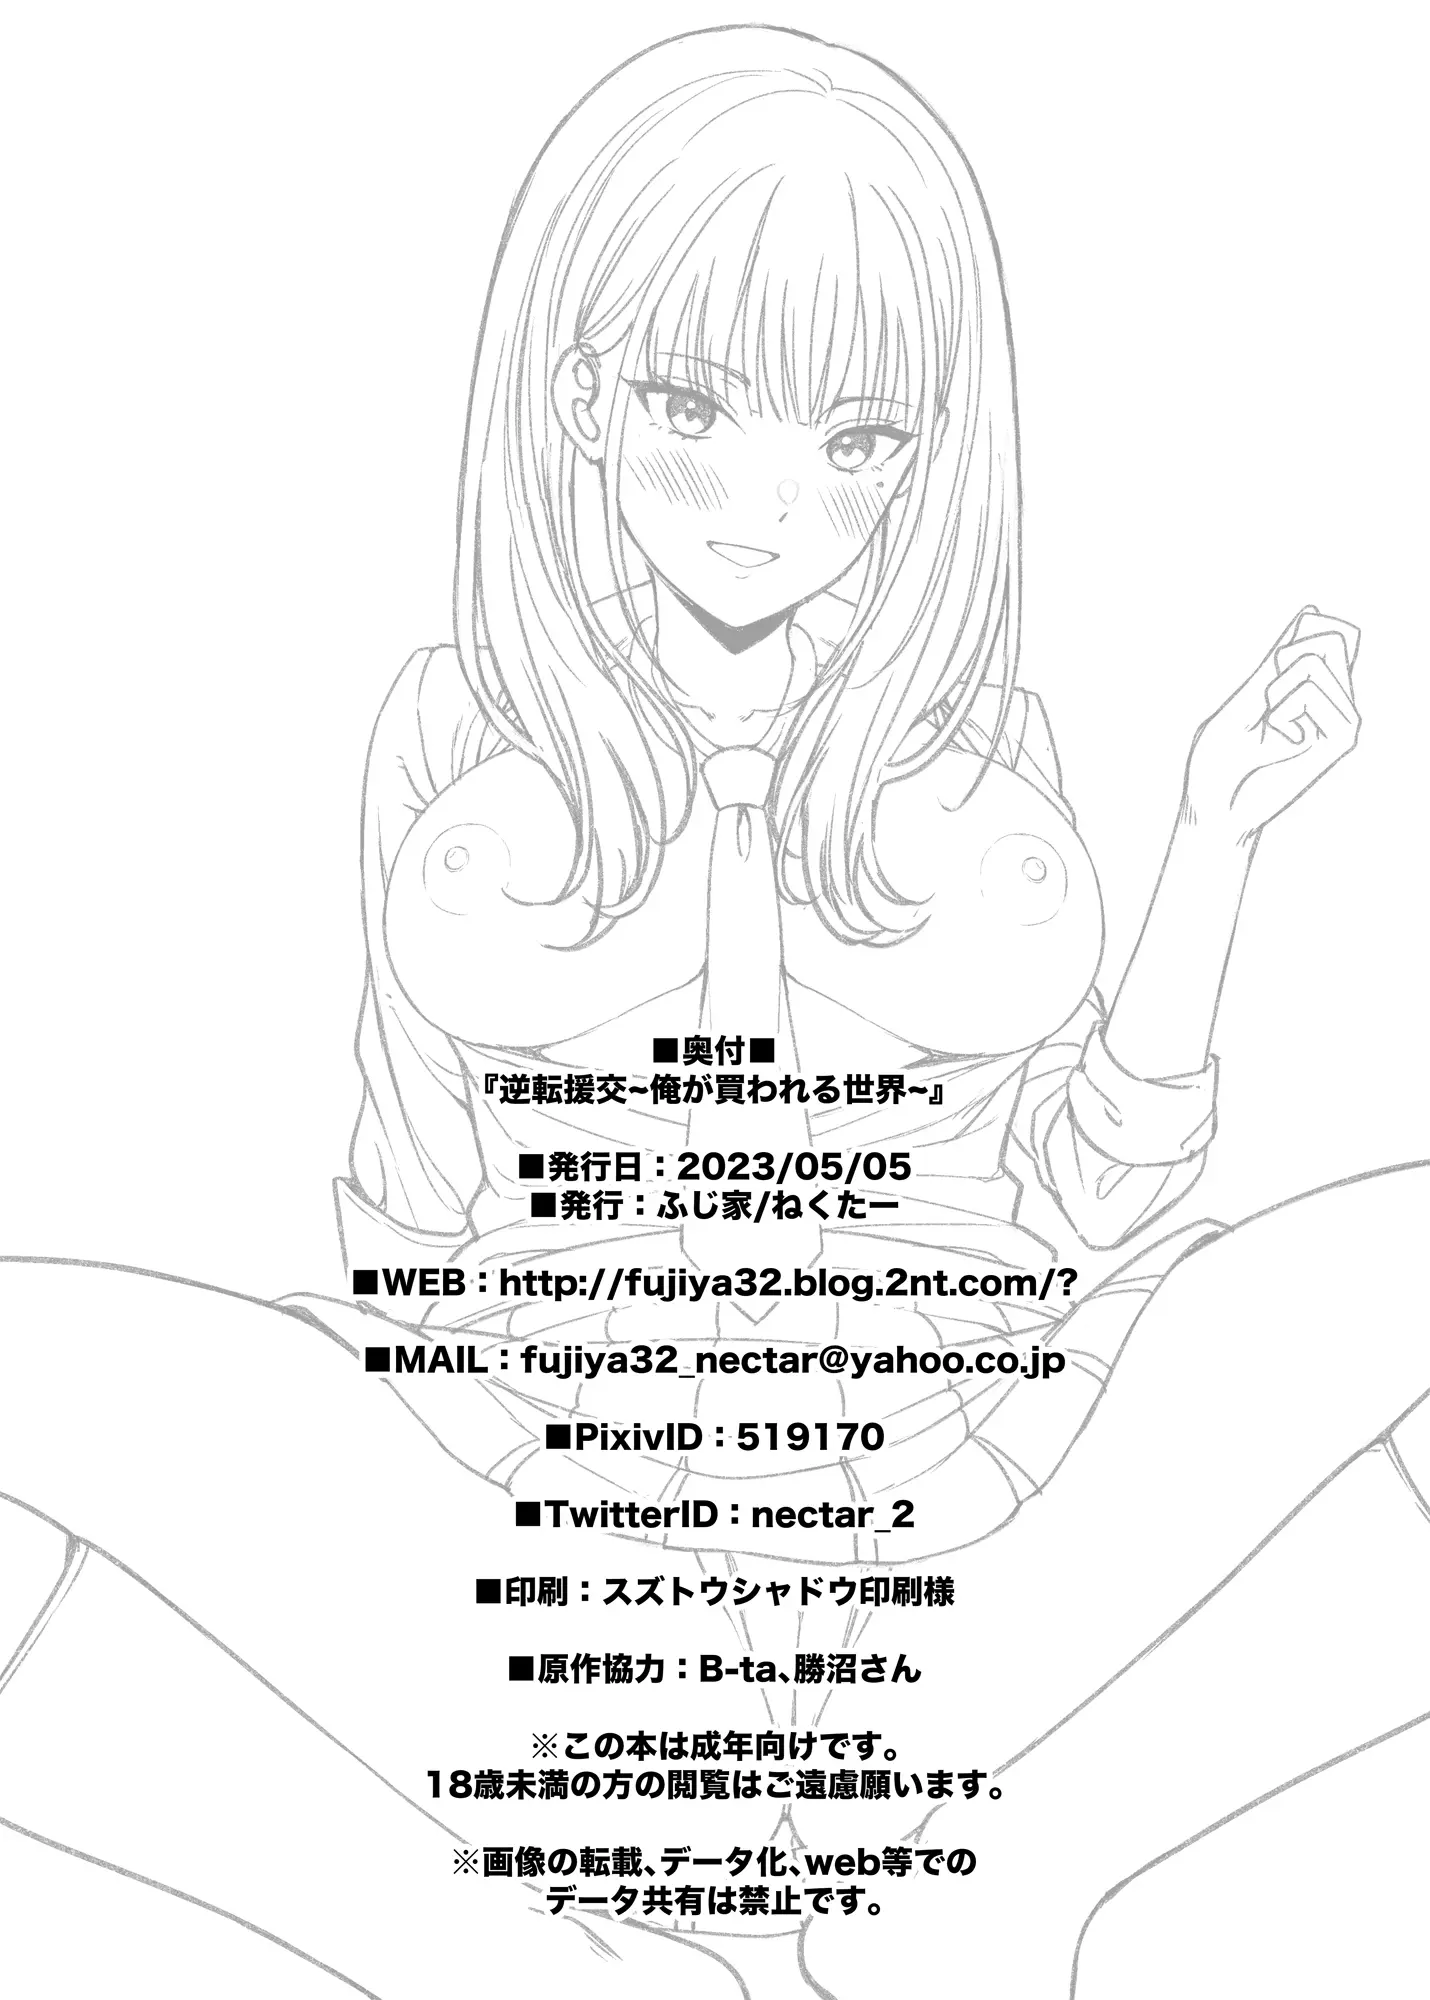 ■奥付■
『逆転援交~俺が買われる世界~』
■発行日：2023/05/05
■発行：ふじ家/ねくたー
■WEB：http://fujiya32.blog.2nt.com/?
■MAIL：fujiya32_nectar@yahoo.co.jp
■PixivID：519170
■TwitterID：nectar_2
■印刷：スズトウシャドウ印刷様
■原作協力：B-ta、勝沼さん
※この本は成年向けです。
18歳未満の方の閲覧はご遠慮願います。
※画像の転載、データ化、web等での
データ共有は禁止です。